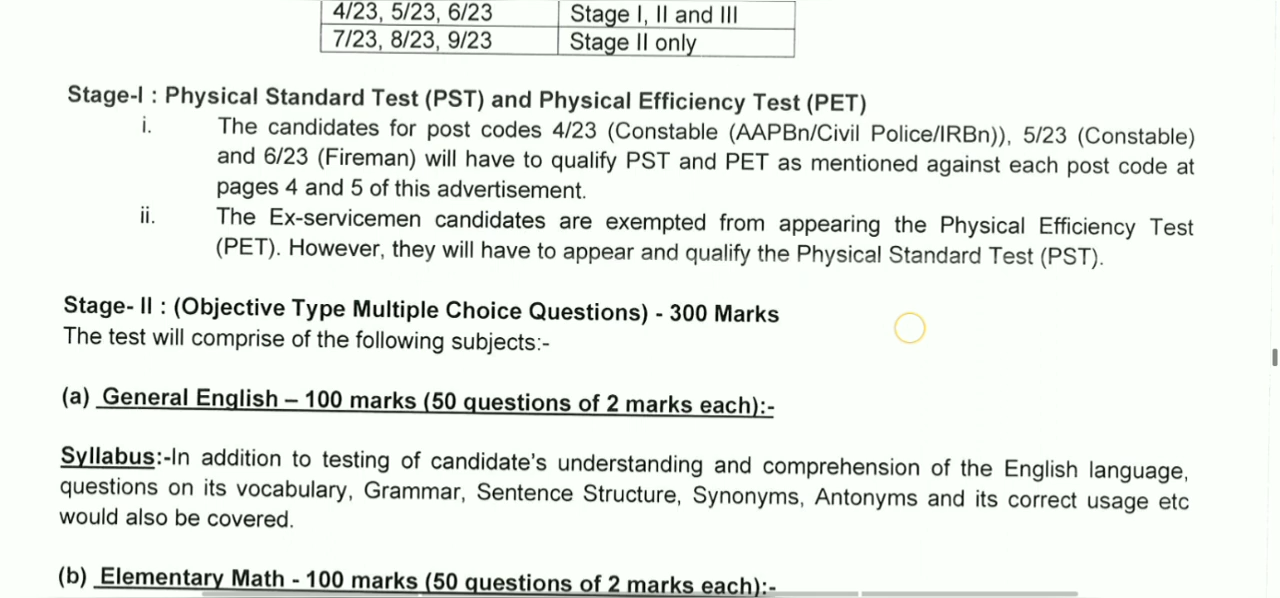 4/23, 5/23, 6/23 Stage I, II and III
7/23, 8/23, 9/23 Stage II only
Stage-I : Physical Standard Test (PST) and Physical Efficiency Test (PET)
i. The candidates for post codes 4/23 (Constable (AAPBn/Civil Police/IRBn)), 5/23 (Constable)
and 6/23 (Fireman) will have to qualify PST and PET as mentioned against each post code at
pages 4 and 5 of this advertisement.
ii. The Ex-servicemen candidates are exempted from appearing the Physical Efficiency Test
(PET). However, they will have to appear and qualify the Physical Standard Test (PST).
Stage- II : (Objective Type Multiple Choice Questions) - 300 Marks
The test will comprise of the following subjects:-
(a) General English – 100 marks (50 questions of 2 marks each):-
Syllabus:-In addition to testing of candidate's understanding and comprehension of the English language,
questions on its vocabulary, Grammar, Sentence Structure, Synonyms, Antonyms and its correct usage etc
would also be covered.
(b) Elementary Math - 100 marks (50 questions of 2 marks each):-